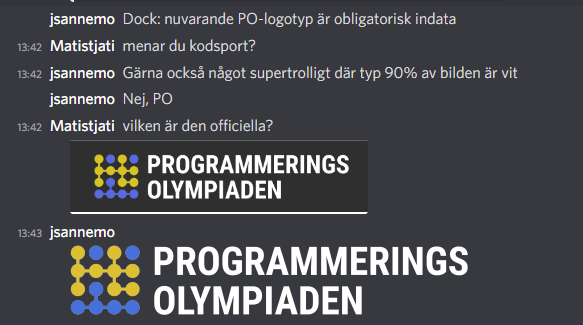 jsannemo Dock: nuvarande PO-logotyp är obligatorisk indata
13:42 Matistjati menar du kodsport?
13:42 jsannemo Gärna också något supertrolligt där typ 90% av bilden är vit
jsannemo Nej, PO
13:42 Matistjati vilken är den officiella?
PROGRAMMERINGS
OLYMPIADEN
13:43 jsannemo
PROGRAMMERINGS
OLYMPIADEN